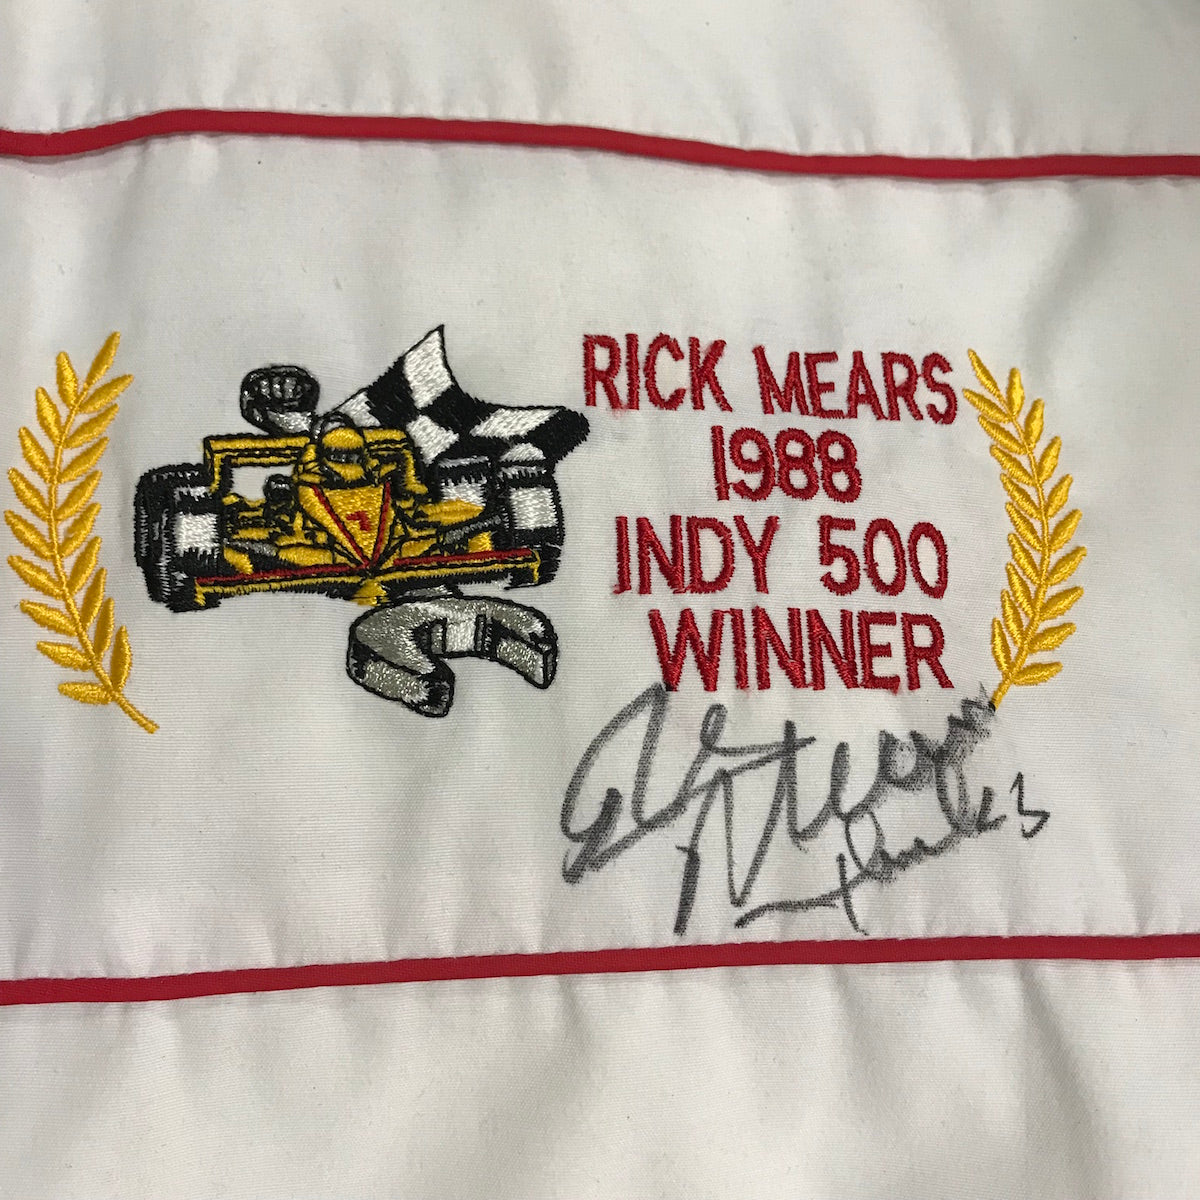 RICK MEARS
1988
INDY 500
WINNER